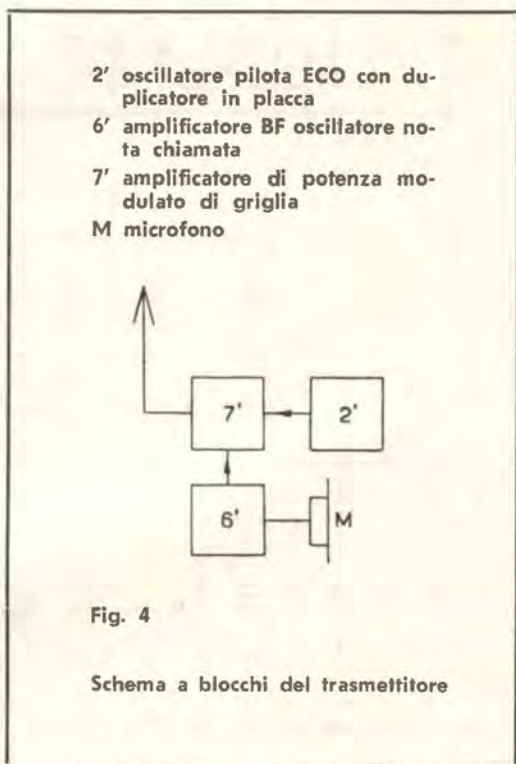 2' oscillatore pilota ECO con du-
plicatore in placca
6' amplificatore BF oscillatore no-
ta chiamata
7' amplificatore di potenza mo-
dulato di griglia
M microfono
7'
2'
6'
M
Fig. 4
Schema a blocchi del trasmettitore